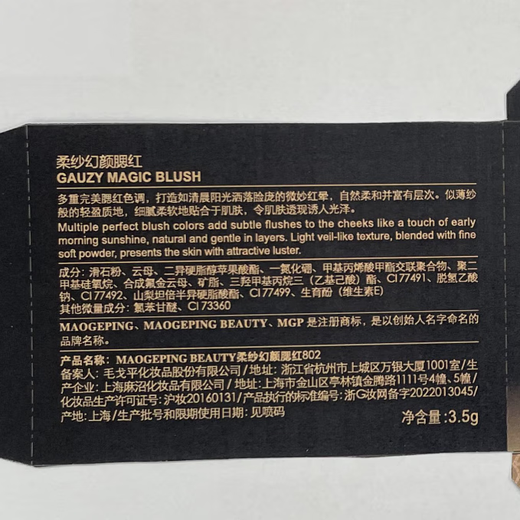 柔纱幻颜腮红
GAUZY MAGIC BLUSH
多重完美腮红色调，打造如清晨阳光洒落脸庞的微妙红晕，自然柔和并富有层次。似薄纱
般的轻盈质地，细腻柔软地贴合于肌肤，令肌肤透现诱人光泽。
Multiple perfect blush colors add subtle flushes to the cheeks like a touch of early
morning sunshine, natural and gentle in layers. Light veil-like texture, blended with fine
soft powder, presents the skin with attractive luster.
成分：滑石粉、云母、二异硬脂醇苹果酸酯、一氮化硼、甲基丙烯酸甲酯交联聚合物、聚二
甲基硅氧烷、合成氟金云母、矿脂、三羟甲基丙烷三（乙基己酸）酯、CI 77491、脱氢乙酸
钠、CI 77492、山梨坦倍半异硬脂酸酯、CI 77499、生育酚（维生素E）
其他微量成分：氯苯甘醚、CI 73360
MAOGEPING、MAOGEPING BEAUTY、MGP 是注册商标，是以创始人名字命名的
品牌名称。
产品名称：MAOGEPING BEAUTY柔纱幻颜腮红802
备案人：毛戈平化妆品股份有限公司/地址：浙江省杭州市上城区万银大厦1001室/生
产企业：上海麻沼化妆品有限公司/地址：上海市金山区亭林镇金腾路1111号4幢、5幢/
化妆品生产许可证号：沪妆20160131/产品执行的标准编号：浙G妆网备字2022013045/
产地：上海/生产批号和限期使用日期：见喷码
净含量：3.5g